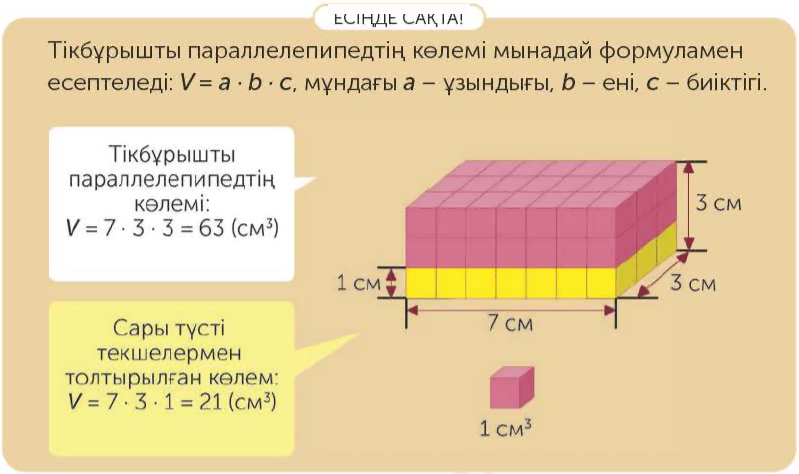 ЕСІҢДЕ САҚТА!
Тікбұрышты параллелепипедтің көлемі мынадай формуламен
есептеледі: V = a · b · c, мұндағы a – ұзындығы, b – ені, c – биіктігі.
Тікбұрышты
параллелепипедтің
көлемі:
V = 7 · 3 · 3 = 63 (см³)
3 см
1 см
3 см
7 см
Сары түсті
текшелермен
толтырылған көлем:
V = 7 · 3 · 1 = 21 (см³)
1 см³